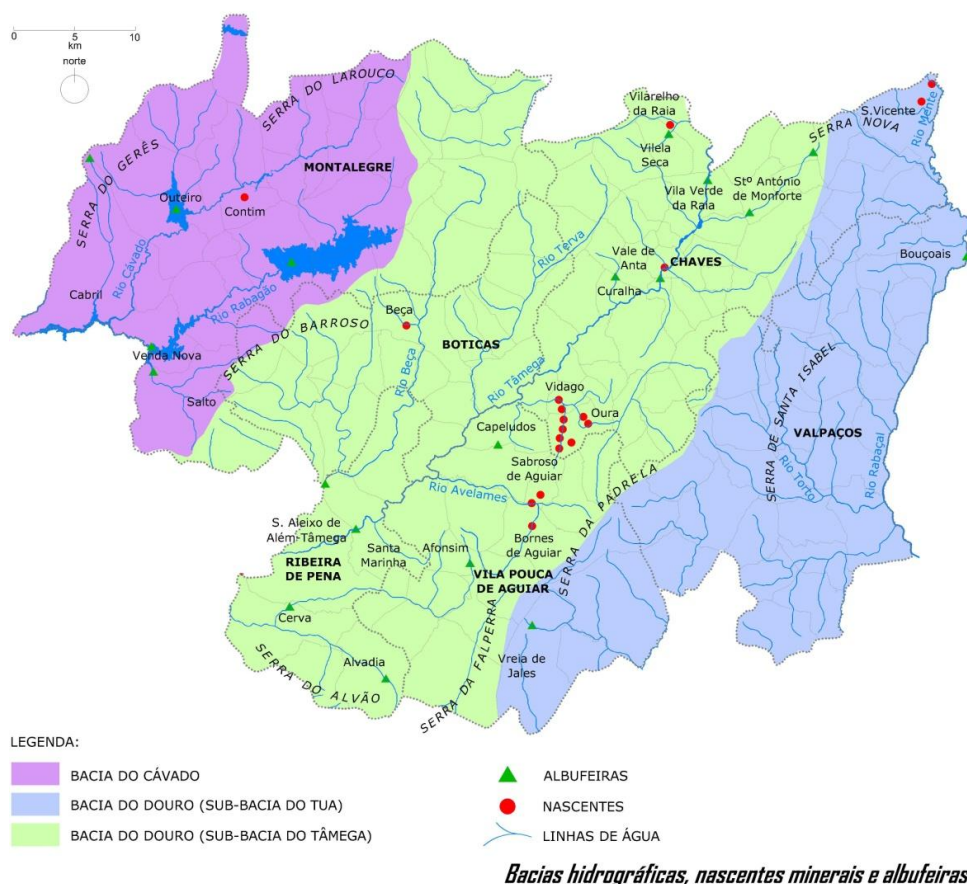 0 5 10
km
norte
SERRA DO LAROUCO
SERRA DO GERÊS
MONTALEGRE
Outeiro
Contim
Rio Cávado
Cabril
Rio Rabagão
Venda Nova
Salto
SERRA DO BARROSO
Beça
BOTICAS
Rio Beça
Rio Terva
Vilarelho
da Raia
Vilela
Seca
Vila Verde
da Raia
Stº António
de Monforte
SERRA NOVA
S.Vicente
Rio Mente
Bouçoais
Vale de
Anta
CHAVES
Curalha
Rio Tâmega
Vidago
Oura
Capeludos
Sabroso
de Aguiar
SERRA DE SANTA ISABEL
VALPAÇOS
Rio Torto
Rio Rabaçal
Rio Avelames
SERRA DA PADRELA
S. Aleixo de
Além-Tâmega
Santa
Marinha
Afonsim
Bornes
de Aguiar
RIBEIRA
DE PENA
VILA POUCA
DE AGUIAR
Cerva
Alvadia
SERRA DO ALVÃO
SERRA DA FALPERRA
Vreia de
Jales
LEGENDA:
BACIA DO CÁVADO
BACIA DO DOURO (SUB-BACIA DO TUA)
BACIA DO DOURO (SUB-BACIA DO TÂMEGA)
ALBUFEIRAS
NASCENTES
LINHAS DE ÁGUA
Bacias hidrográficas, nascentes minerais e albufeiras